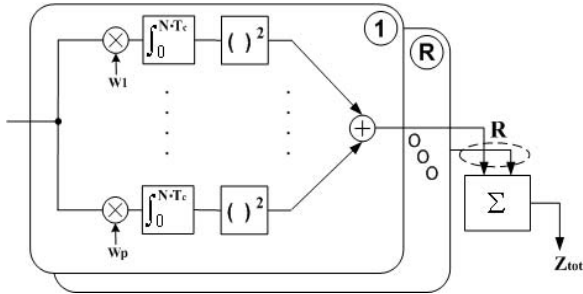 1
R
∫₀^N·Tc
( )²
W1
R
∫₀^N·Tc
( )²
Wp
Σ
Ztot